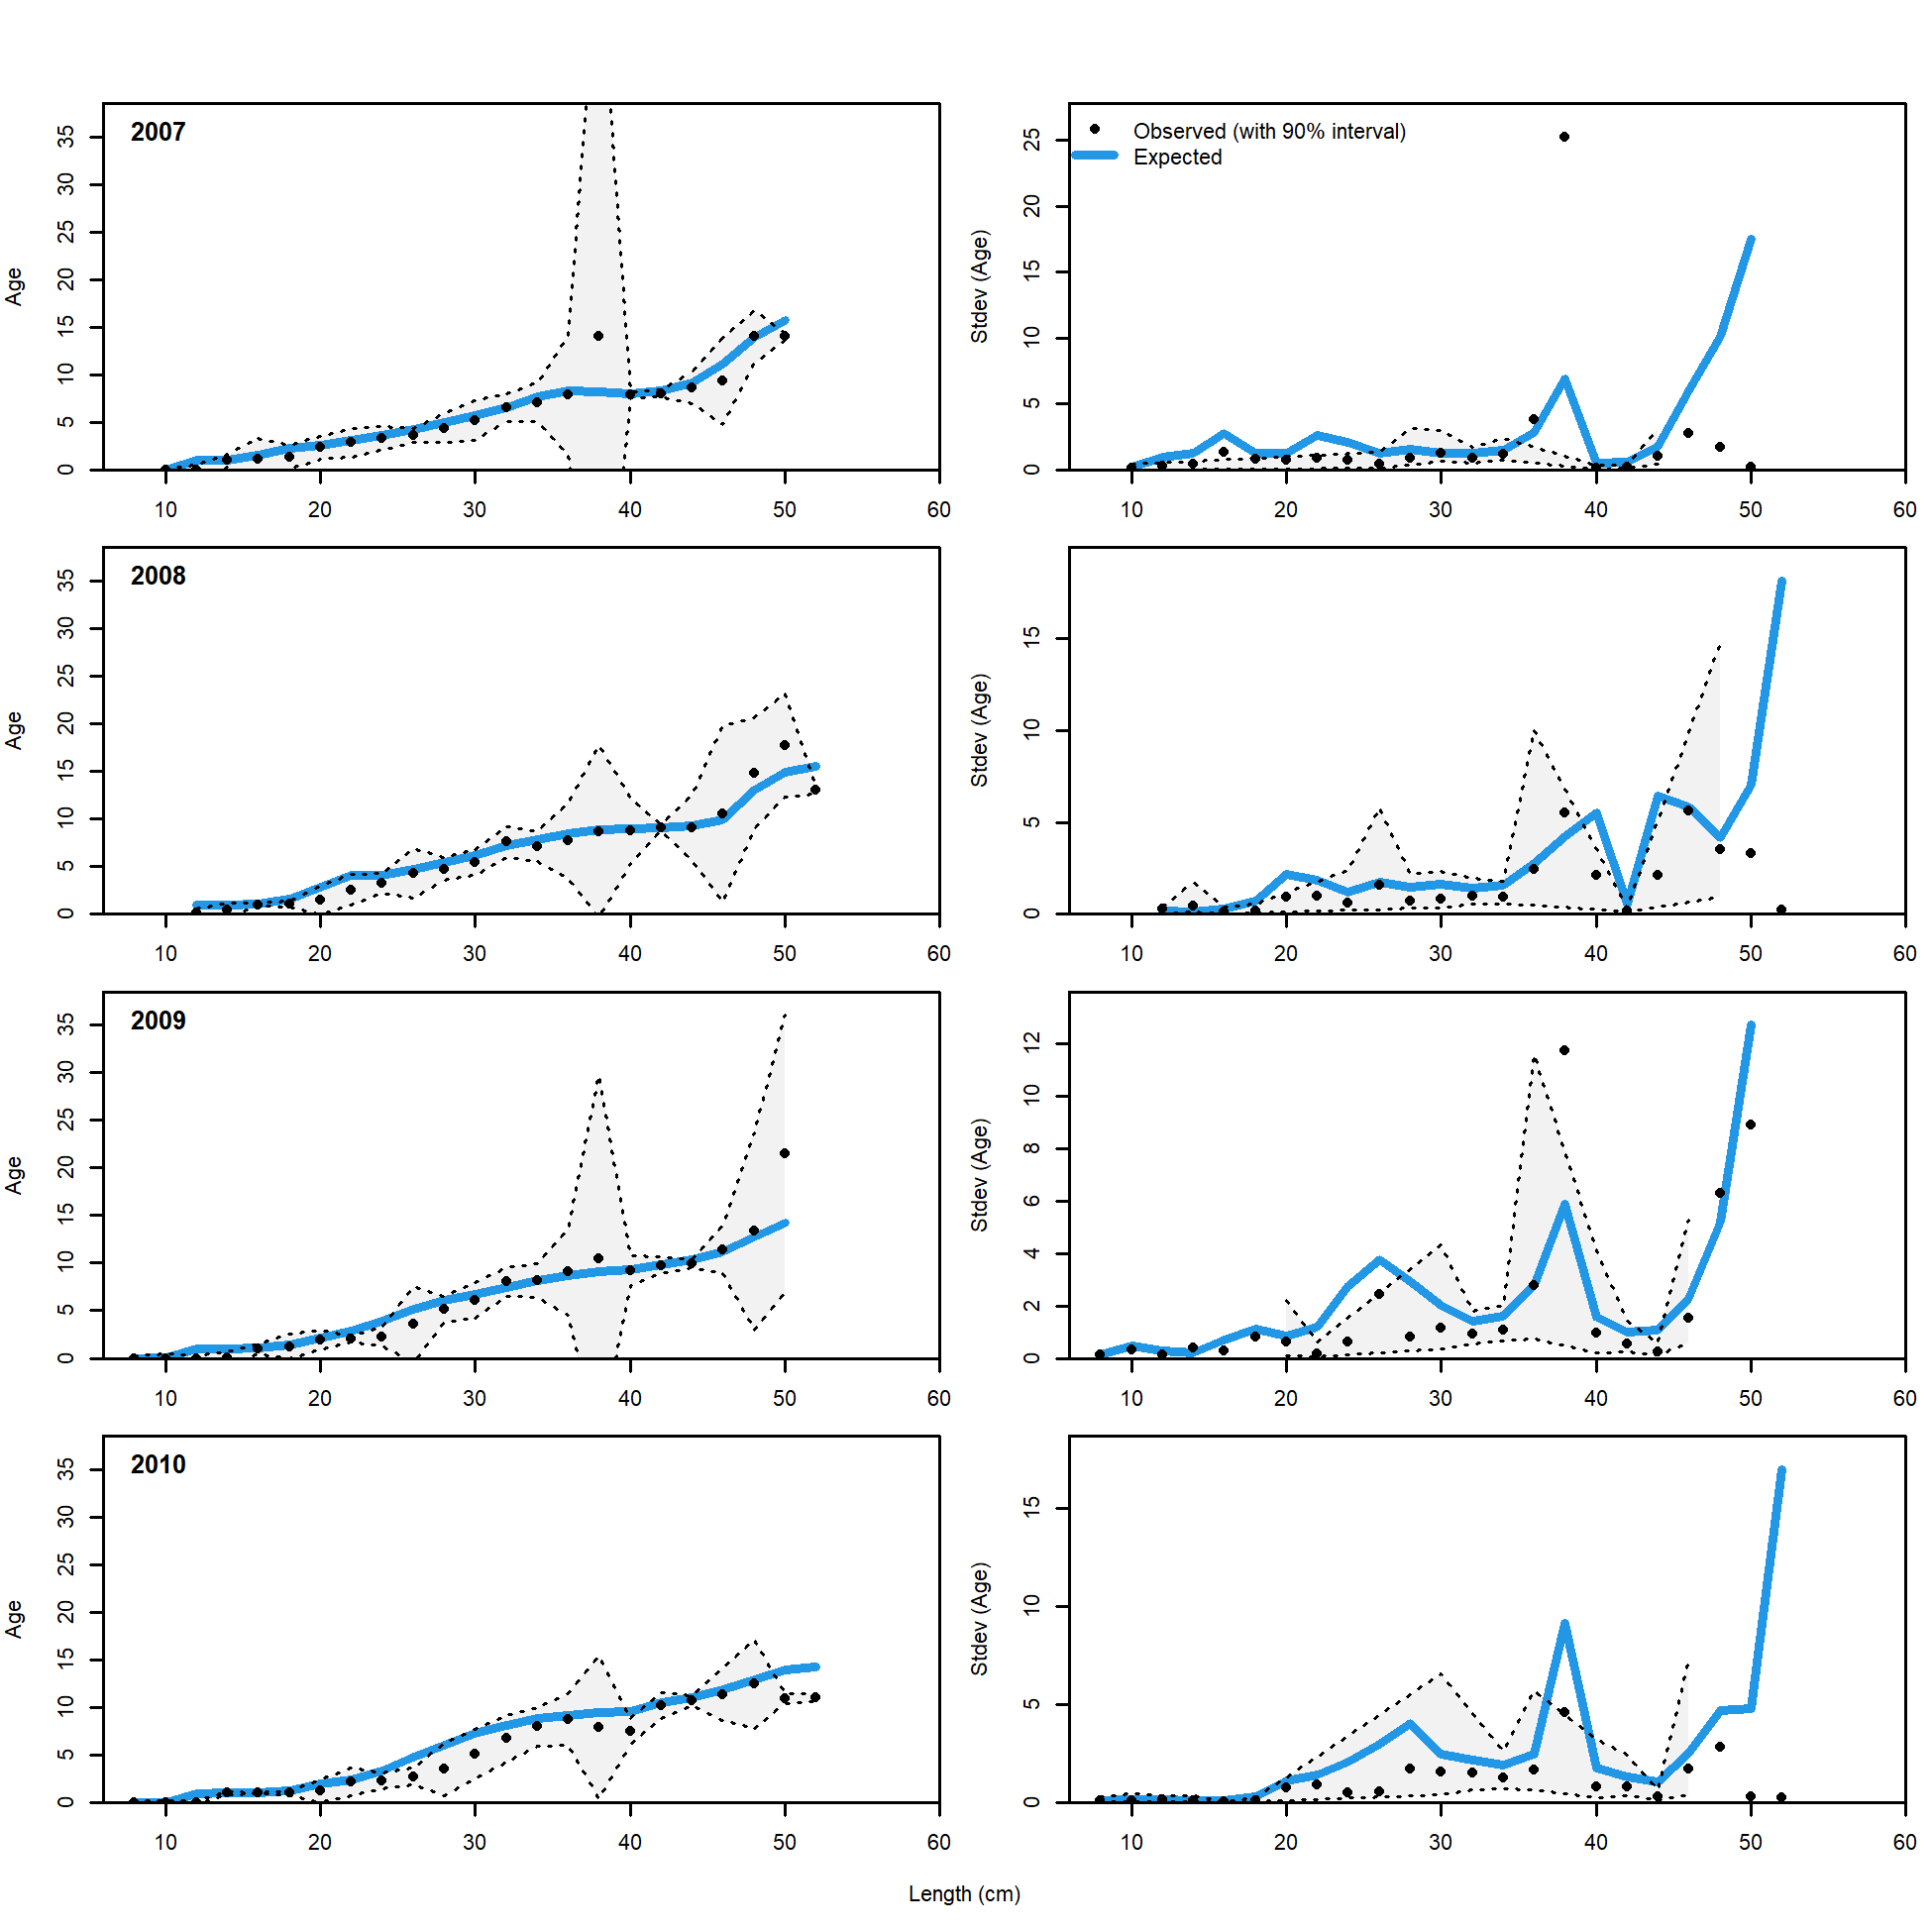 2007
Age
0 5 10 15 20 25 30 35
10 20 30 40 50 60
Observed (with 90% interval)
Expected
Stdev (Age)
0 5 10 15 20 25
10 20 30 40 50 60
2008
Age
0 5 10 15 20 25 30 35
10 20 30 40 50 60
Stdev (Age)
0 5 10 15
10 20 30 40 50 60
2009
Age
0 5 10 15 20 25 30 35
10 20 30 40 50 60
Stdev (Age)
0 2 4 6 8 10 12
10 20 30 40 50 60
2010
Age
0 5 10 15 20 25 30 35
10 20 30 40 50 60
Stdev (Age)
0 5 10 15
10 20 30 40 50 60
Length (cm)